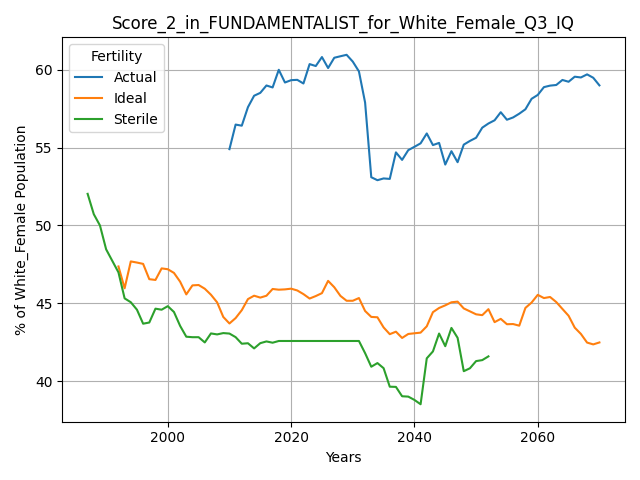 Score_2_in_FUNDAMENTALIST_for_White_Female_Q3_IQ
Fertility
Actual
Ideal
Sterile
% of White_Female Population
60
55
50
45
40
2000
2020
2040
2060
Years